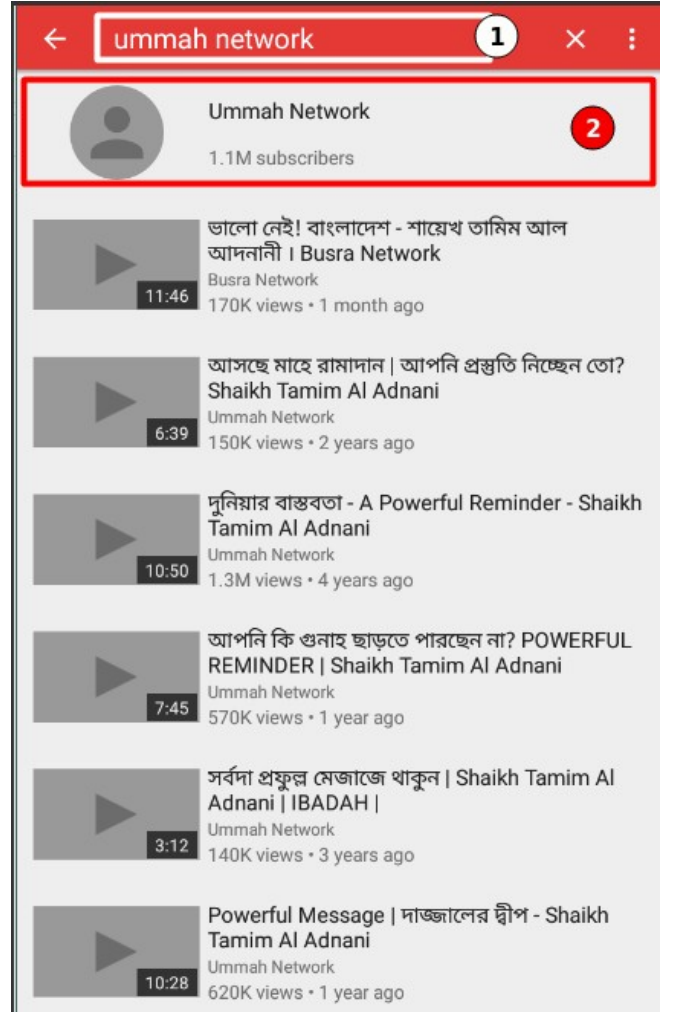 ummah network
1
Ummah Network
1.1M subscribers
2
ভালো নেই! বাংলাদেশ - শায়েখ তামিম আল
আদনানী । Busra Network
Busra Network
170K views • 1 month ago
11:46
আসছে মাহে রামাদান | আপনি প্রস্তুতি নিচ্ছেন তো?
Shaikh Tamim Al Adnani
Ummah Network
150K views • 2 years ago
6:39
দুনিয়ার বাস্তবতা - A Powerful Reminder - Shaikh
Tamim Al Adnani
Ummah Network
1.3M views • 4 years ago
10:50
আপনি কি গুনাহ ছাড়তে পারছেন না? POWERFUL
REMINDER | Shaikh Tamim Al Adnani
Ummah Network
570K views • 1 year ago
7:45
সর্বদা প্রফুল্ল মেজাজে থাকুন | Shaikh Tamim Al
Adnani | IBADAH |
Ummah Network
140K views • 3 years ago
3:12
Powerful Message | দাজ্জালের দ্বীপ - Shaikh
Tamim Al Adnani
Ummah Network
620K views • 1 year ago
10:28